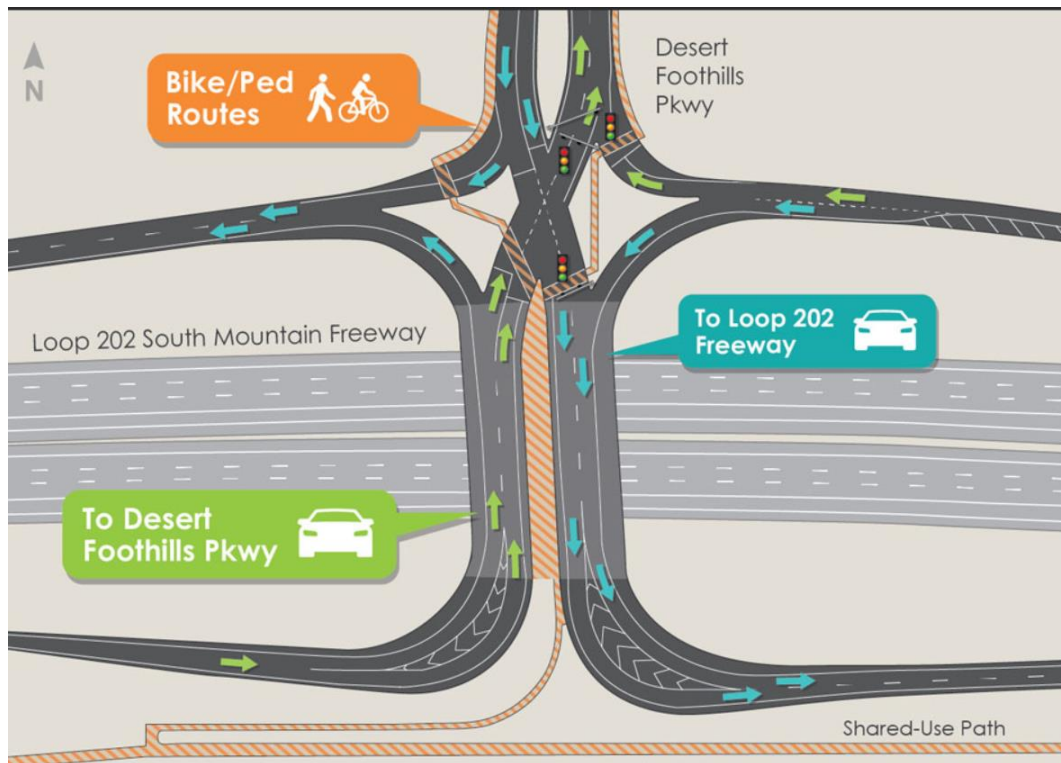 N
Bike/Ped
Routes
Desert
Foothills
Pkwy
Loop 202 South Mountain Freeway
To Loop 202
Freeway
To Desert
Foothills Pkwy
Shared-Use Path